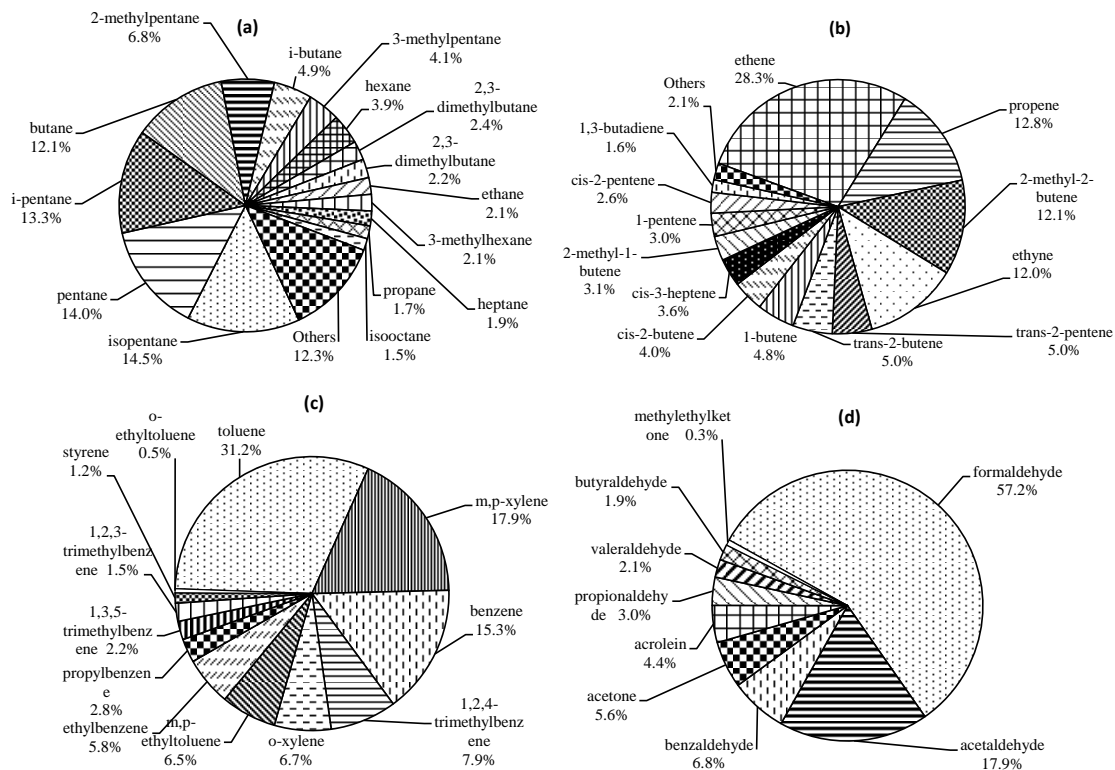 (a)
2-methylpentane
6.8%
i-butane
4.9%
3-methylpentane
4.1%
hexane
3.9%
2,3-
dimethylbutane
2.4%
2,3-
dimethylbutane
2.2%
ethane
2.1%
3-methylhexane
2.1%
heptane
1.9%
propane
1.7%
isooctane
1.5%
Others
12.3%
isopentane
14.5%
pentane
14.0%
i-pentane
13.3%
butane
12.1%
(b)
ethene
28.3%
propene
12.8%
2-methyl-2-
butene
12.1%
ethyne
12.0%
trans-2-pentene
5.0%
trans-2-butene
5.0%
1-butene
4.8%
cis-2-butene
4.0%
cis-3-heptene
3.6%
2-methyl-1-
butene 3.1%
1-pentene
3.0%
cis-2-pentene
2.6%
1,3-butadiene
1.6%
Others
2.1%
(c)
toluene
31.2%
m,p-xylene
17.9%
benzene
15.3%
1,2,4-
trimethylbenz
ene
7.9%
o-xylene
6.7%
m,p-
ethyltoluene
6.5%
ethylbenzene
5.8%
propylbenzen
e
2.8%
1,3,5-
trimethylbenz
ene 2.2%
1,2,3-
trimethylbenz
ene 1.5%
styrene
1.2%
o-
ethyltoluene
0.5%
(d)
formaldehyde
57.2%
acetaldehyde
17.9%
benzaldehyde
6.8%
acetone
5.6%
acrolein
4.4%
propionaldehy
de 3.0%
valeraldehyde
2.1%
butyraldehyde
1.9%
methylethylket
one 0.3%